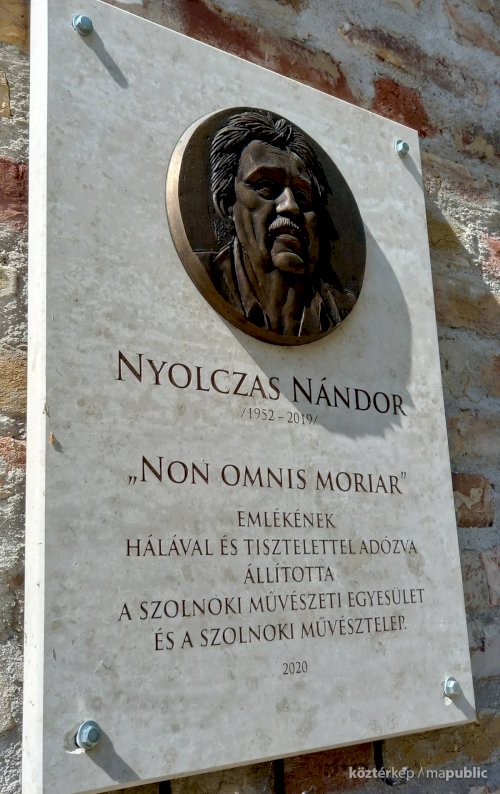 NYOLCZAS NÁNDOR
/1952 – 2019/
„NON OMNIS MORIAR”
EMLÉKÉNEK
HÁLÁVAL ÉS TISZTELETTEL ADÓZVA
ÁLLÍTOTTA
A SZOLNOKI MŰVÉSZETI EGYESÜLET
ÉS A SZOLNOKI MŰVÉSZTELEP.
2020
köztérkép / mapublic